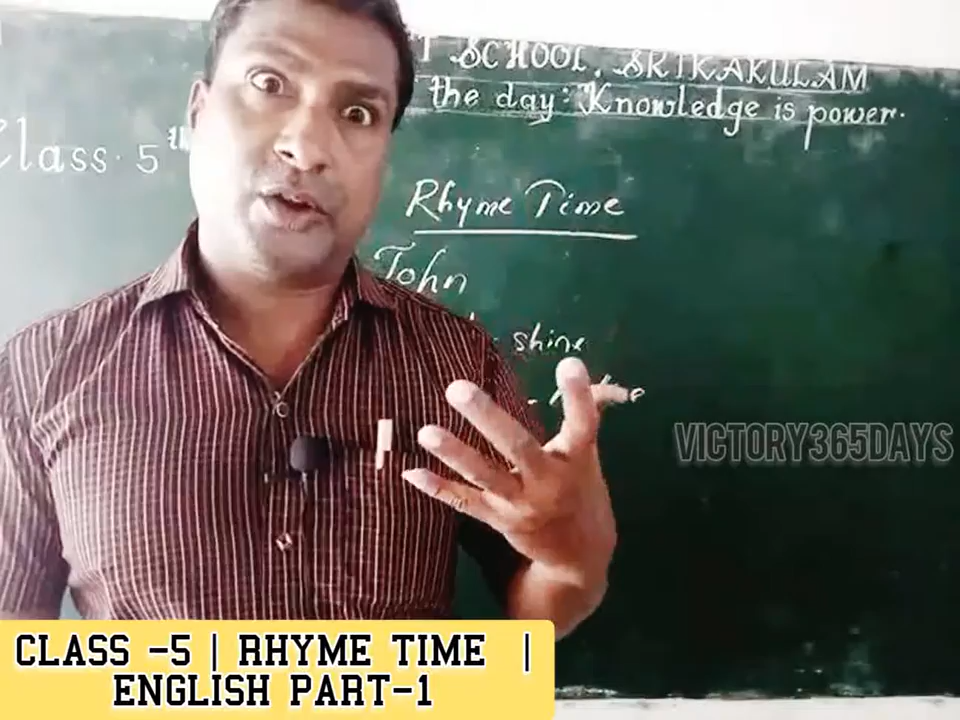 T SCHOOL, SRIKAKULAM
the day: Knowledge is power.
Class. 5th
Rhyme Time
John
- shine
VICTORY365DAYS
CLASS -5 | RHYME TIME |
ENGLISH PART-1